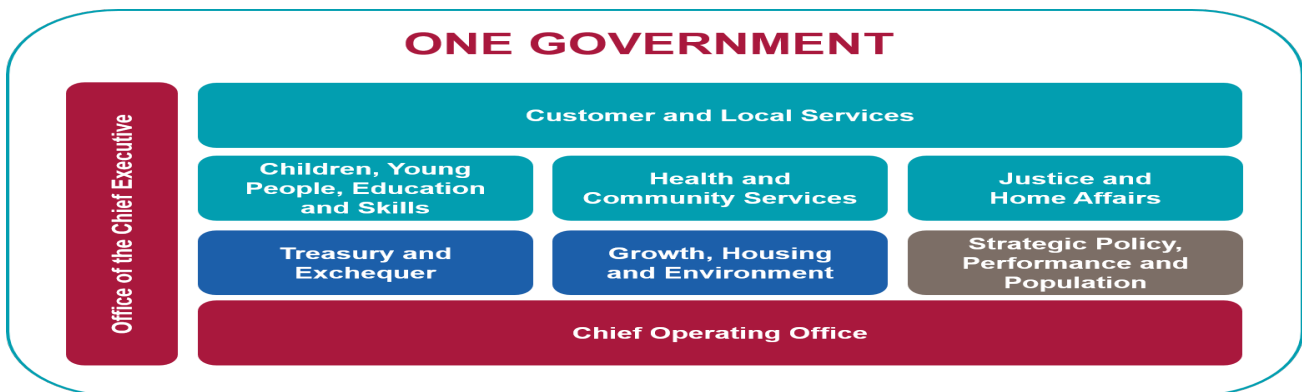 ONE GOVERNMENT
Office of the Chief Executive
Customer and Local Services
Children, Young
People, Education
and Skills
Health and
Community Services
Justice and
Home Affairs
Treasury and
Exchequer
Growth, Housing
and Environment
Strategic Policy,
Performance and
Population
Chief Operating Office